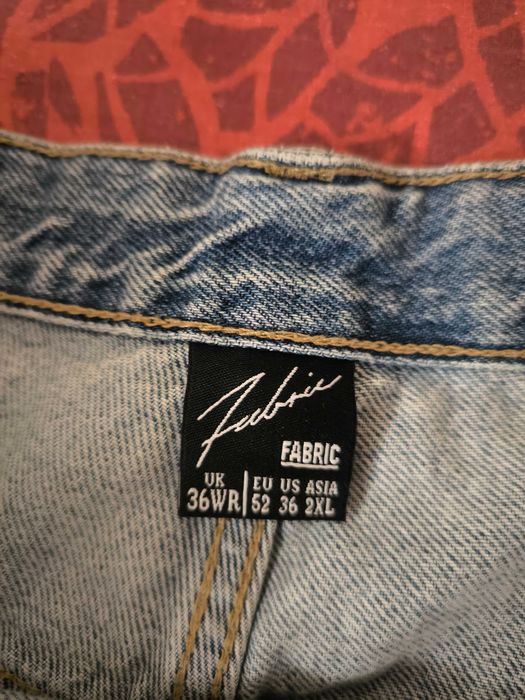 Fabric
FABRIC
UK EU US ASIA
36WR 52 36 2XL